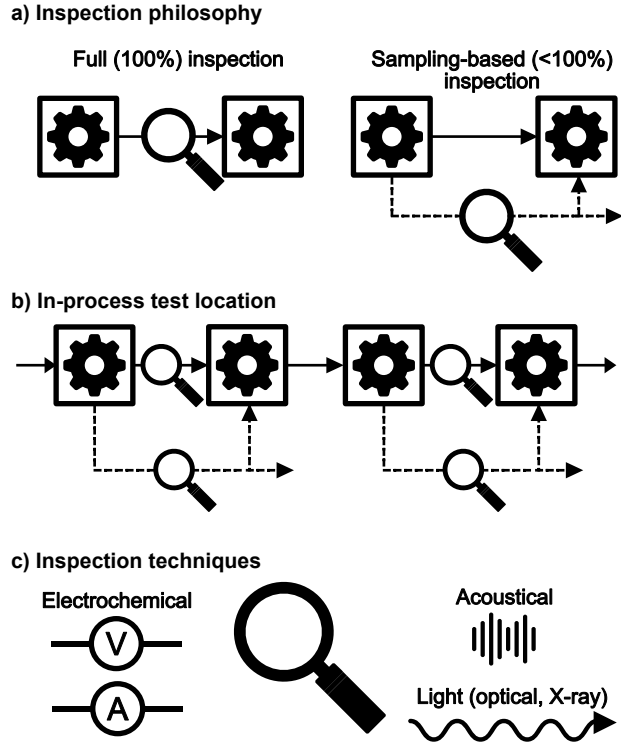 a) Inspection philosophy
Full (100%) inspection
Sampling-based (<100%)
inspection
b) In-process test location
c) Inspection techniques
Electrochemical
V
A
Acoustical
Light (optical, X-ray)